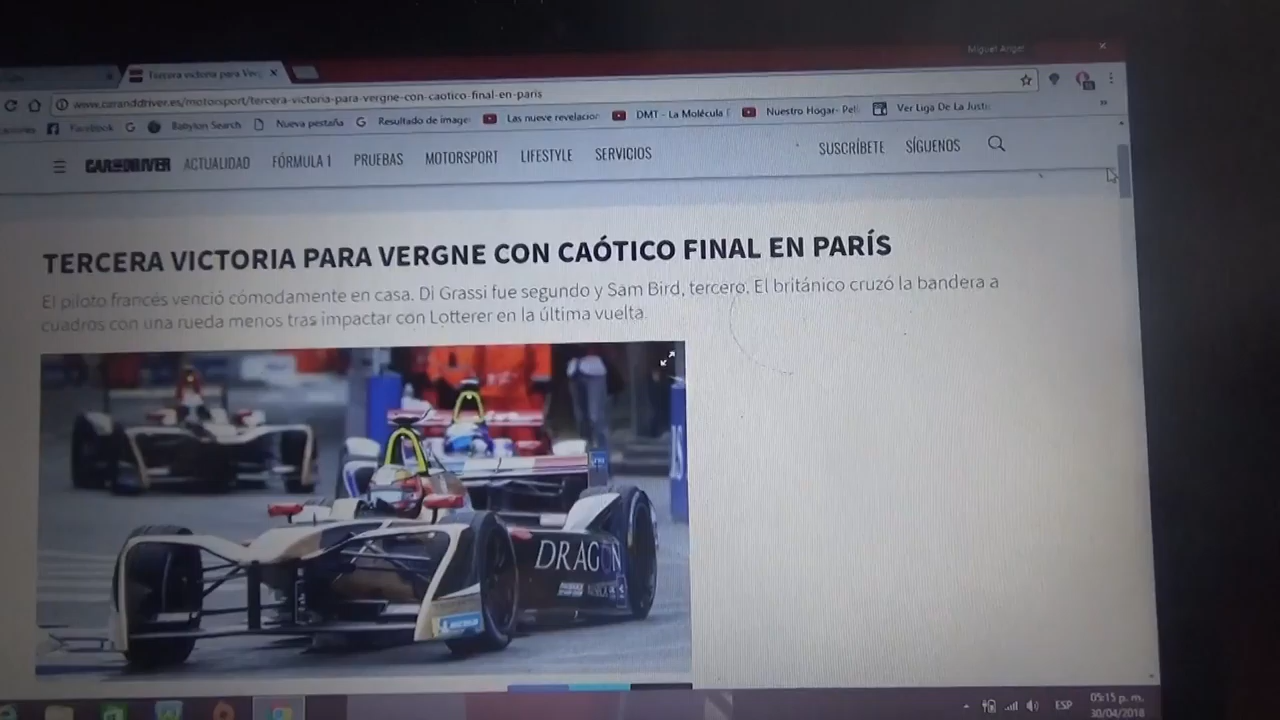 Miguel Angel
Tercera victoria para Verg
www.caranddriver.es/motorsport/tercera-victoria-para-vergne-con-caotico-final-en-paris
Facebook
Babylon Search
Nueva pestaña
Resultado de image
Las nueve revelacion
DMT - La Molécula
Nuestro Hogar- Pel
Ver Liga De La Justi
CAR AND DRIVER ACTUALIDAD FÓRMULA 1 PRUEBAS MOTORSPORT LIFESTYLE SERVICIOS SUSCRÍBETE SÍGUENOS
TERCERA VICTORIA PARA VERGNE CON CAÓTICO FINAL EN PARÍS
El piloto francés venció cómodamente en casa. Di Grassi fue segundo y Sam Bird, tercero. El británico cruzó la bandera a
cuadros con una rueda menos tras impactar con Lotterer en la última vuelta.
DRAGON
ESP
05:15 p. m.
30/04/2018